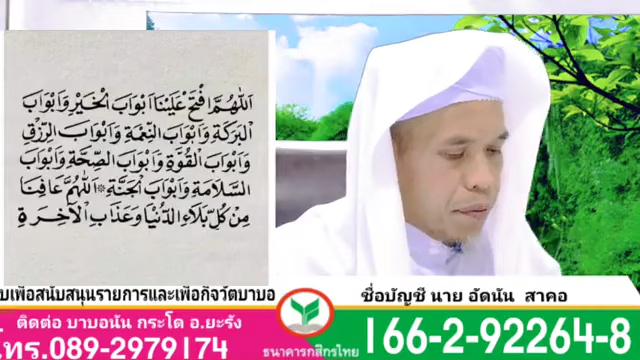 اَللّٰهُمَّ افْتَحْ عَلَيْنَا اَبْوَابَ الْخَيْرِ وَاَبْوَابَ
الْبَرَكَةِ وَاَبْوَابَ النِّعْمَةِ وَاَبْوَابَ الرِّزْقِ
وَاَبْوَابَ الْقُوَّةِ وَاَبْوَابَ الصِّحَّةِ وَاَبْوَابَ
السَّلَامَةِ وَاَبْوَابَ الْجَنَّةِ ۞ اَللّٰهُمَّ عَافِنَا
مِنْ كُلِّ بَلَاءِ الدُّنْيَا وَعَذَابِ الْاٰخِرَةِ
เพื่อสนับสนุนรายการและเพื่อกิจวัตบาบอ
ชื่อบัญชี นาย อัดนัน สาคอ
ติดต่อ บาบอนัน กระโด อ.ยะรัง
โทร.089-2979174
ธนาคารกสิกรไทย
166-2-92264-8